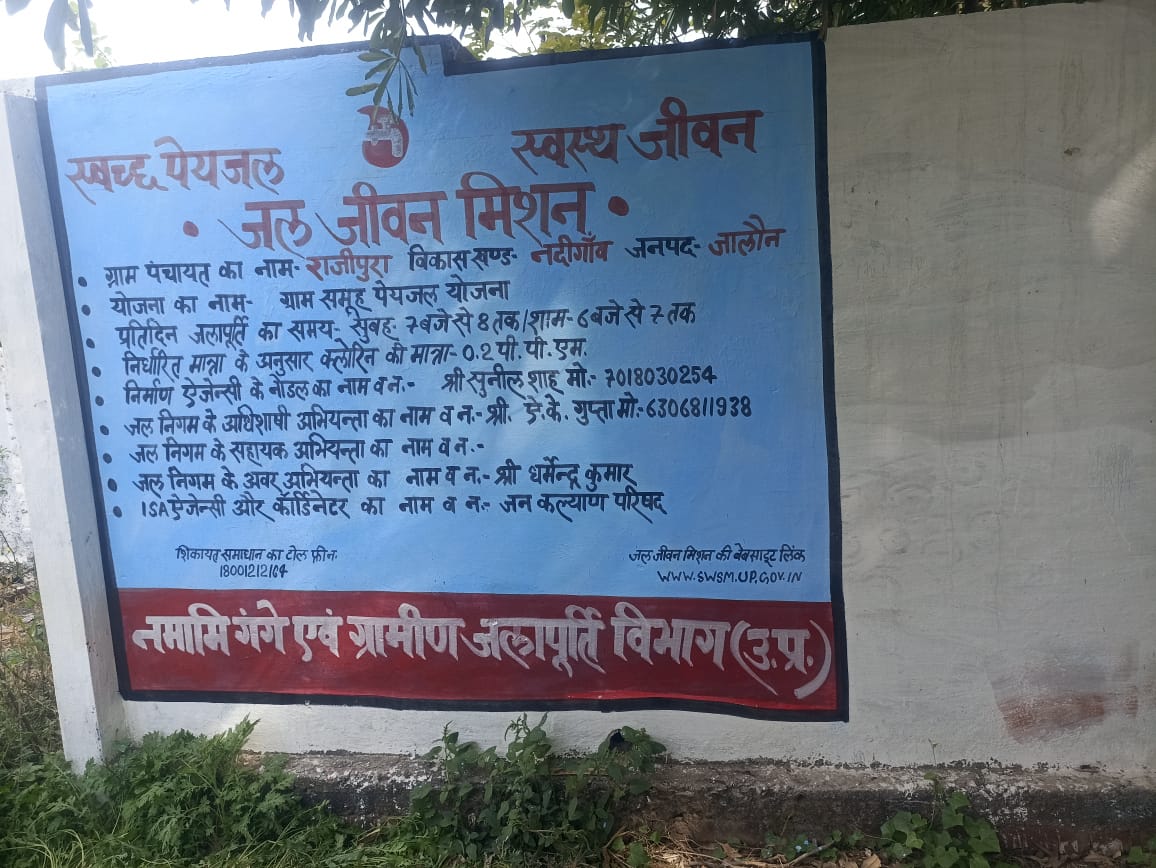 स्वच्छ पेयजल स्वस्थ जीवन
• जल जीवन मिशन •
• ग्राम पंचायत का नाम- राजीपुरा विकास खण्ड- नदीगाँव जनपद- जालौन
• योजना का नाम- ग्राम समूह पेयजल योजना
• प्रतिदिन जलापूर्ति का समय- सुबह- 7 बजे से 8 तक/शाम- 6 बजे से 7 तक
• निर्धारित मात्रा के अनुसार क्लोरिन की मात्रा- 0.2 पी. पी. एम.
• निर्माण ऐजेन्सी के नोडल का नाम व न.- श्री सुनील शाह मो.- 7018030254
• जल निगम के अधिशाषी अभियन्ता का नाम व न.- श्री. ऐ. के. गुप्ता मो.- 6306811938
• जल निगम के सहायक अभियन्ता का नाम व न.-
• जल निगम के अवर अभियन्ता का नाम व न.- श्री धर्मेन्द्र कुमार
• ISA ऐजेन्सी और कॉर्डिनेटर का नाम व न.- जन कल्याण परिषद
शिकायत समाधान का टोल फ्री न.
18001212164
जल जीवन मिशन की वेबसाइट लिंक
WWW.SWSM.UP.GOV.IN
नमामि गंगे एवं ग्रामीण जलापूर्ति विभाग (उ.प्र.)